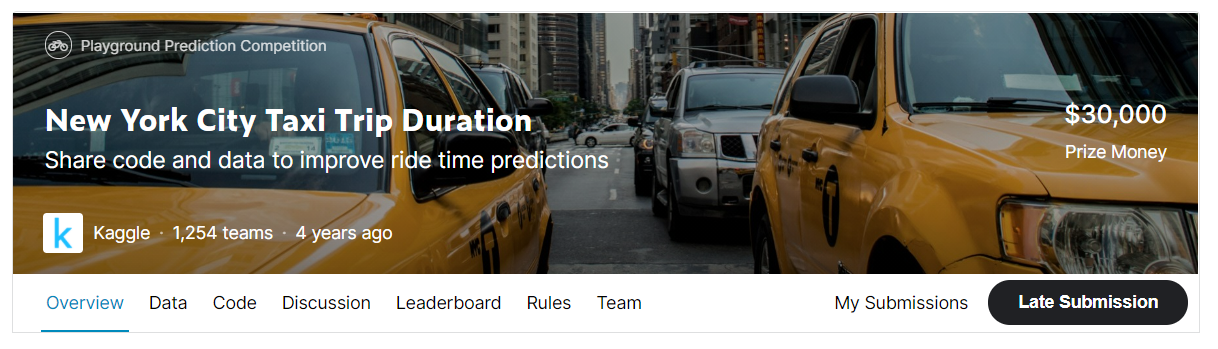 Playground Prediction Competition
New York City Taxi Trip Duration
Share code and data to improve ride time predictions
$30,000
Prize Money
k
Kaggle · 1,254 teams · 4 years ago
NYC T
NYC T
Overview Data Code Discussion Leaderboard Rules Team My Submissions Late Submission